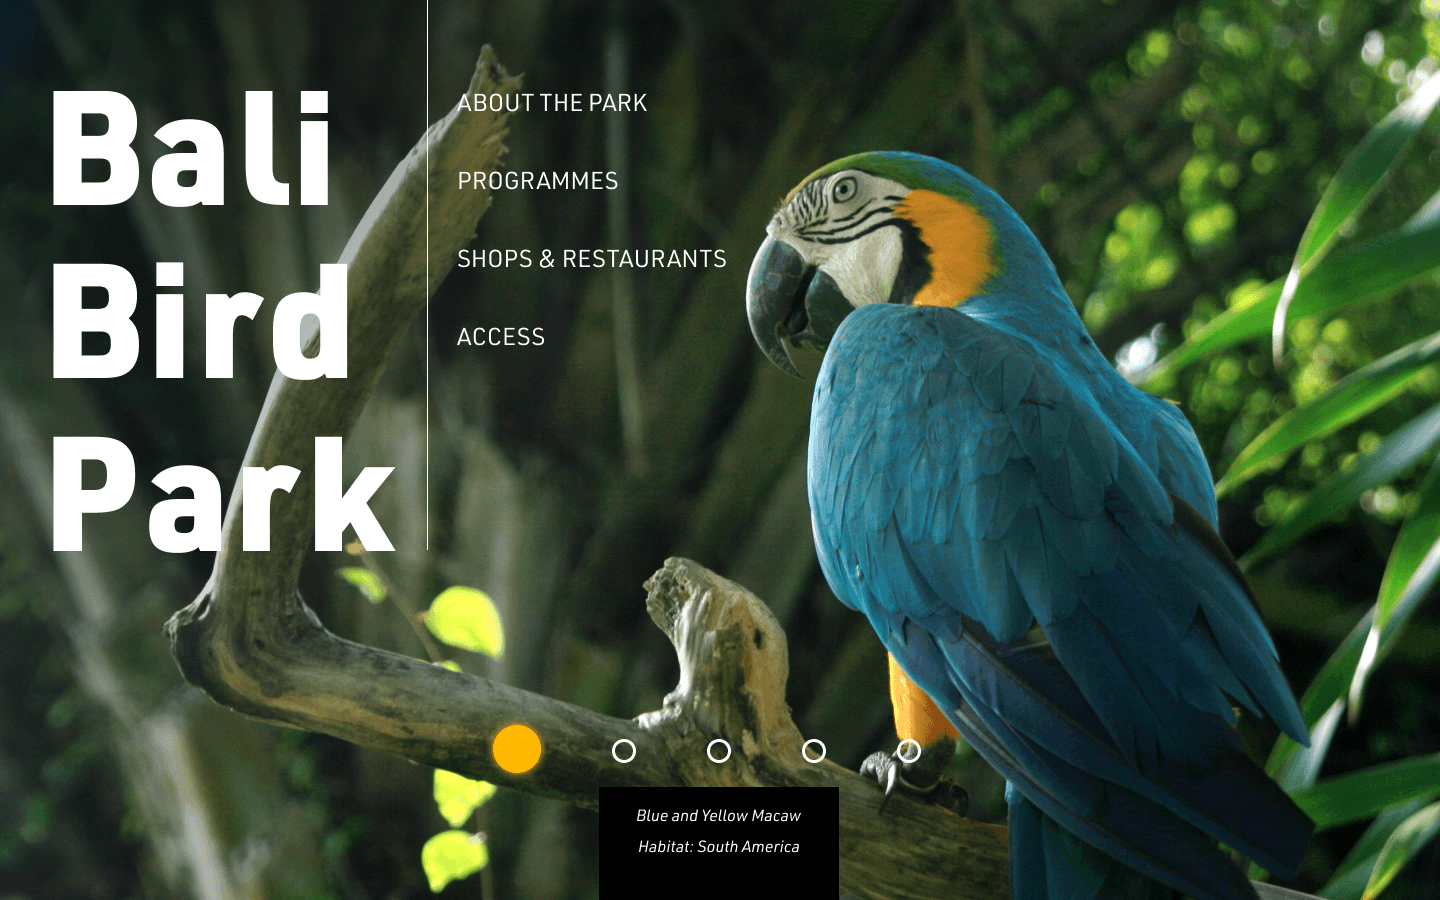 Bali
Bird
Park
ABOUT THE PARK
PROGRAMMES
SHOPS & RESTAURANTS
ACCESS
Blue and Yellow Macaw
Habitat: South America